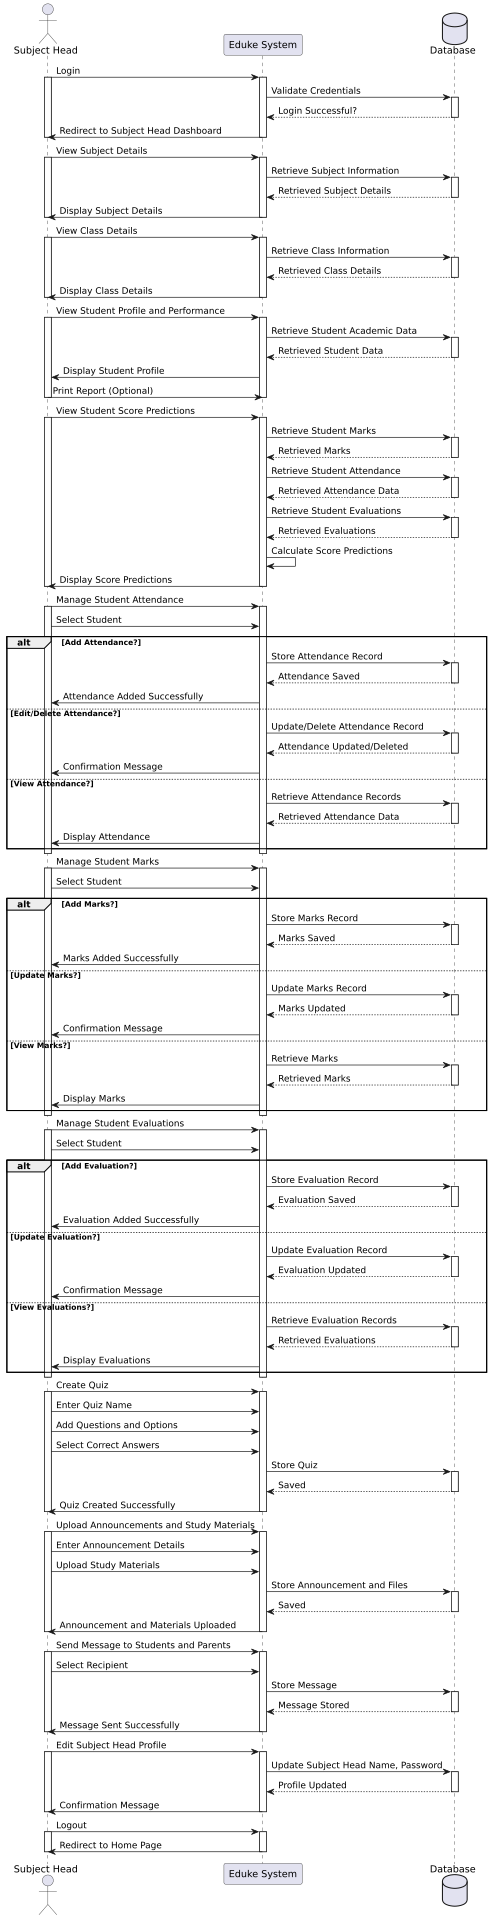 Subject Head
Eduke System
Database
Login
Validate Credentials
Login Successful?
Redirect to Subject Head Dashboard
View Subject Details
Retrieve Subject Information
Retrieved Subject Details
Display Subject Details
View Class Details
Retrieve Class Information
Retrieved Class Details
Display Class Details
View Student Profile and Performance
Retrieve Student Academic Data
Retrieved Student Data
Display Student Profile
Print Report (Optional)
View Student Score Predictions
Retrieve Student Marks
Retrieved Marks
Retrieve Student Attendance
Retrieved Attendance Data
Retrieve Student Evaluations
Retrieved Evaluations
Calculate Score Predictions
Display Score Predictions
Manage Student Attendance
Select Student
alt [Add Attendance?]
Store Attendance Record
Attendance Saved
Attendance Added Successfully
[Edit/Delete Attendance?]
Update/Delete Attendance Record
Attendance Updated/Deleted
Confirmation Message
[View Attendance?]
Retrieve Attendance Records
Retrieved Attendance Data
Display Attendance
Manage Student Marks
Select Student
alt [Add Marks?]
Store Marks Record
Marks Saved
Marks Added Successfully
[Update Marks?]
Update Marks Record
Marks Updated
Confirmation Message
[View Marks?]
Retrieve Marks
Retrieved Marks
Display Marks
Manage Student Evaluations
Select Student
alt [Add Evaluation?]
Store Evaluation Record
Evaluation Saved
Evaluation Added Successfully
[Update Evaluation?]
Update Evaluation Record
Evaluation Updated
Confirmation Message
[View Evaluations?]
Retrieve Evaluation Records
Retrieved Evaluations
Display Evaluations
Create Quiz
Enter Quiz Name
Add Questions and Options
Select Correct Answers
Store Quiz
Saved
Quiz Created Successfully
Upload Announcements and Study Materials
Enter Announcement Details
Upload Study Materials
Store Announcement and Files
Saved
Announcement and Materials Uploaded
Send Message to Students and Parents
Select Recipient
Store Message
Message Stored
Message Sent Successfully
Edit Subject Head Profile
Update Subject Head Name, Password
Profile Updated
Confirmation Message
Logout
Redirect to Home Page
Subject Head
Eduke System
Database